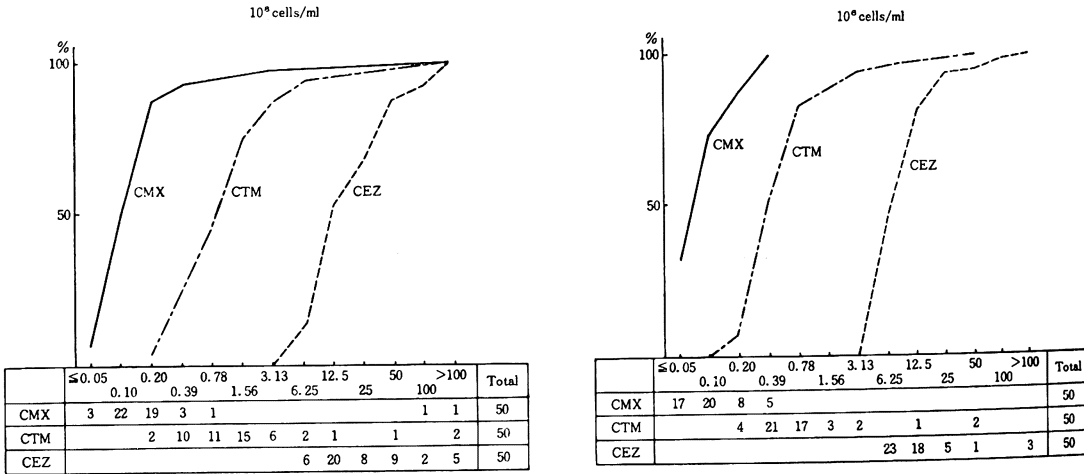 10⁸ cells/ml
%
100
CMX
CTM
CEZ
50
≦0.05 0.20 0.78 3.13 12.5 50 >100 Total
0.10 0.39 1.56 6.25 25 100
CMX 3 22 19 3 1 1 1 50
CTM 2 10 11 15 6 2 1 1 2 50
CEZ 6 20 8 9 2 5 50
10⁶ cells/ml
%
100
CMX
CTM
CEZ
50
≦0.05 0.20 0.78 3.13 12.5 50 >100 Total
0.10 0.39 1.56 6.25 25 100
CMX 17 20 8 5 50
CTM 4 21 17 3 2 1 2 50
CEZ 23 18 5 1 3 50